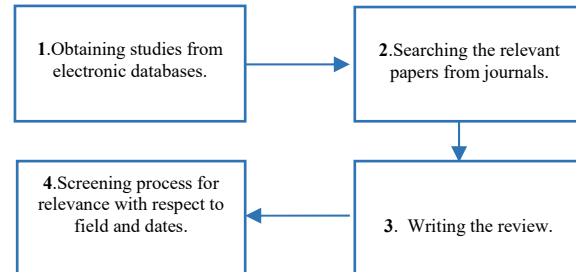 1.Obtaining studies from
electronic databases.
2.Searching the relevant
papers from journals.
3. Writing the review.
4.Screening process for
relevance with respect to
field and dates.